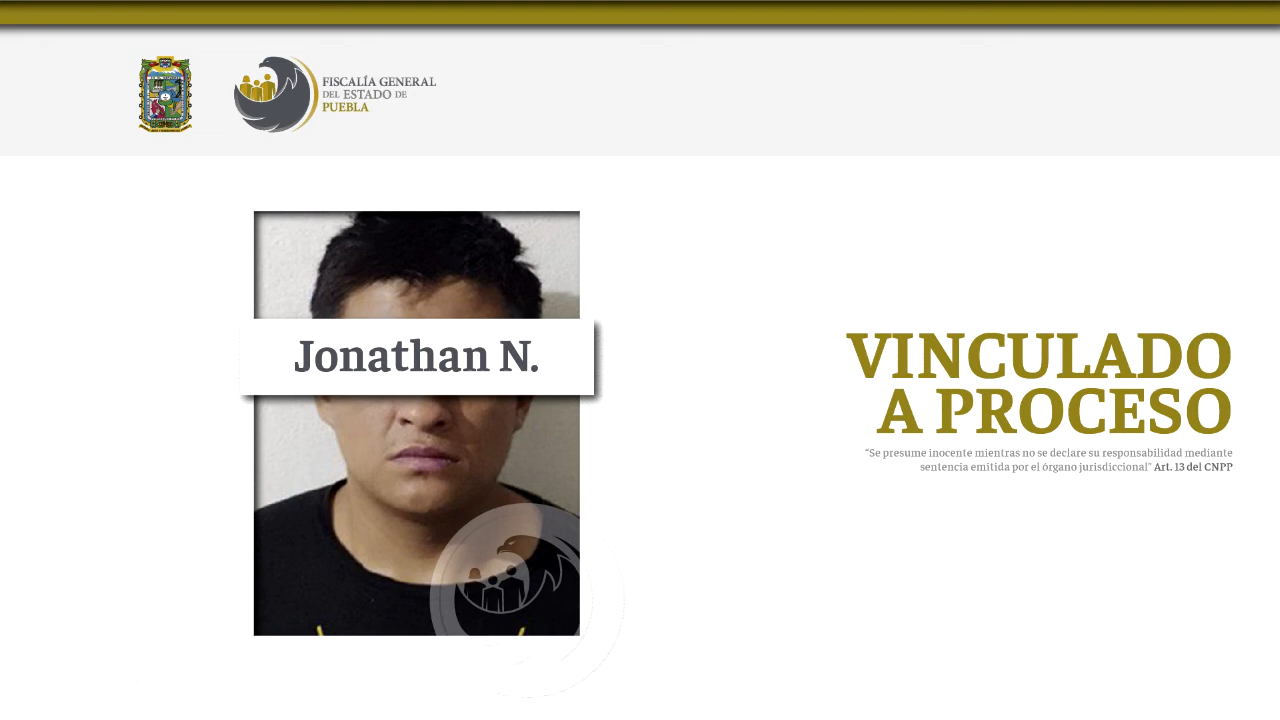 FISCALÍA GENERAL
DEL ESTADO DE
PUEBLA
Jonathan N.
VINCULADO
A PROCESO
“Se presume inocente mientras no se declare su responsabilidad mediante
sentencia emitida por el órgano jurisdiccional” Art. 13 del CNPP